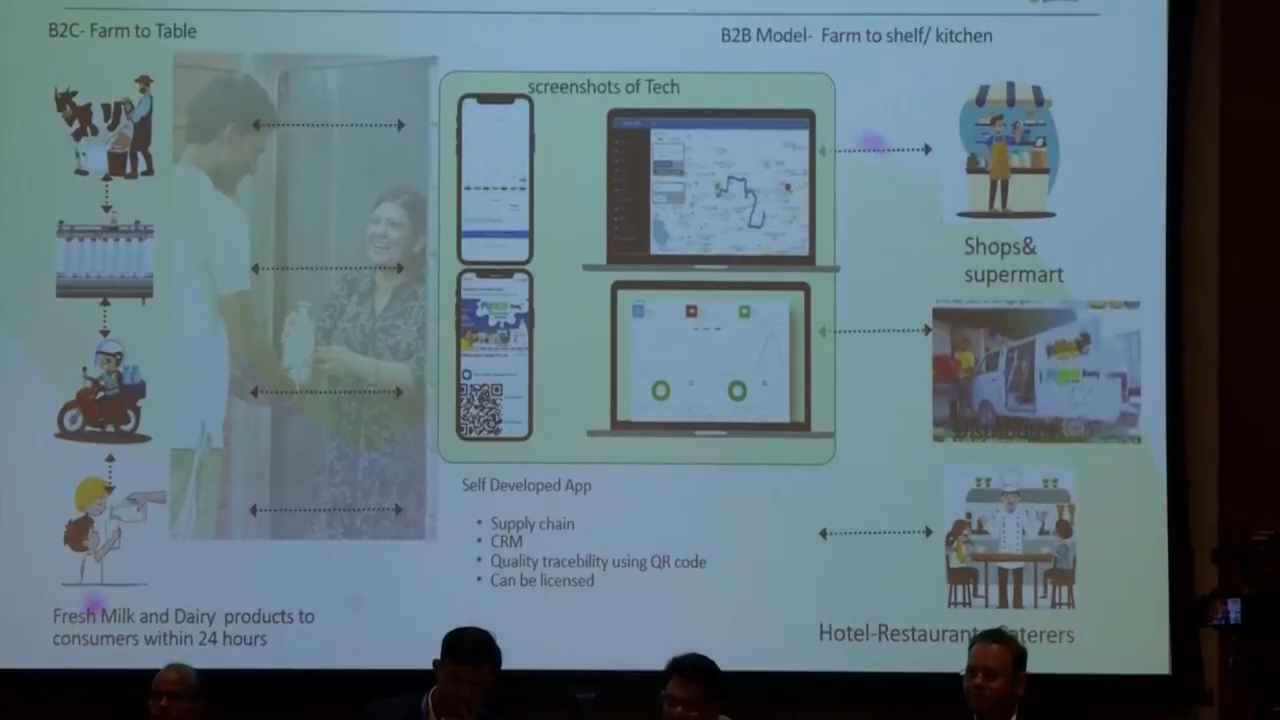 B2C- Farm to Table
B2B Model- Farm to shelf/ kitchen
screenshots of Tech
Shops&
supermart
Self Developed App
• Supply chain
• CRM
• Quality tracebility using QR code
• Can be licensed
Fresh Milk and Dairy products to
consumers within 24 hours
Hotel-Restaurant Caterers